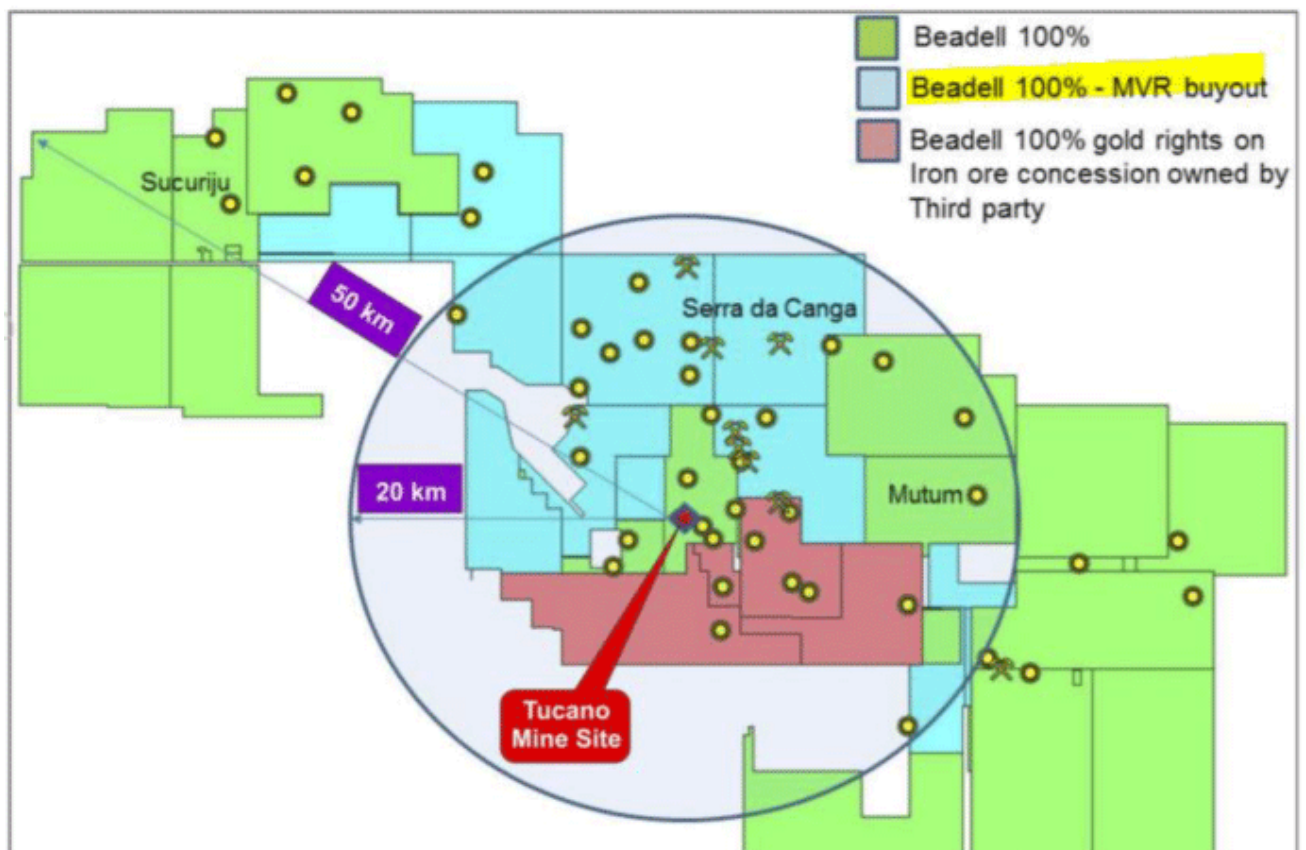 Beadell 100%
Beadell 100% - MVR buyout
Beadell 100% gold rights on
Iron ore concession owned by
Third party
Sucuriju
50 km
Serra da Canga
20 km
Mutum
Tucano
Mine Site